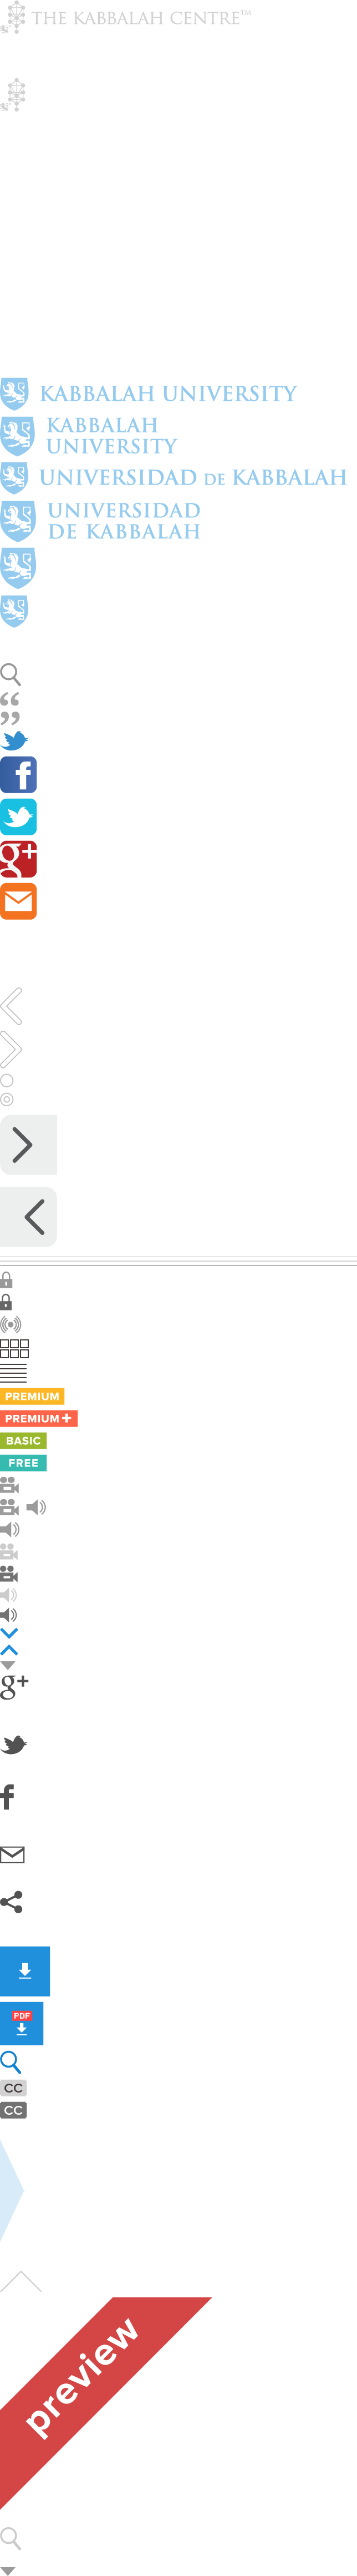 THE KABBALAH CENTRE™
KABBALAH UNIVERSITY
KABBALAH
UNIVERSITY
UNIVERSIDAD DE KABBALAH
UNIVERSIDAD
DE KABBALAH
“
”
f
g+
PREMIUM
PREMIUM+
BASIC
FREE
g+
f
PDF
CC
CC
preview